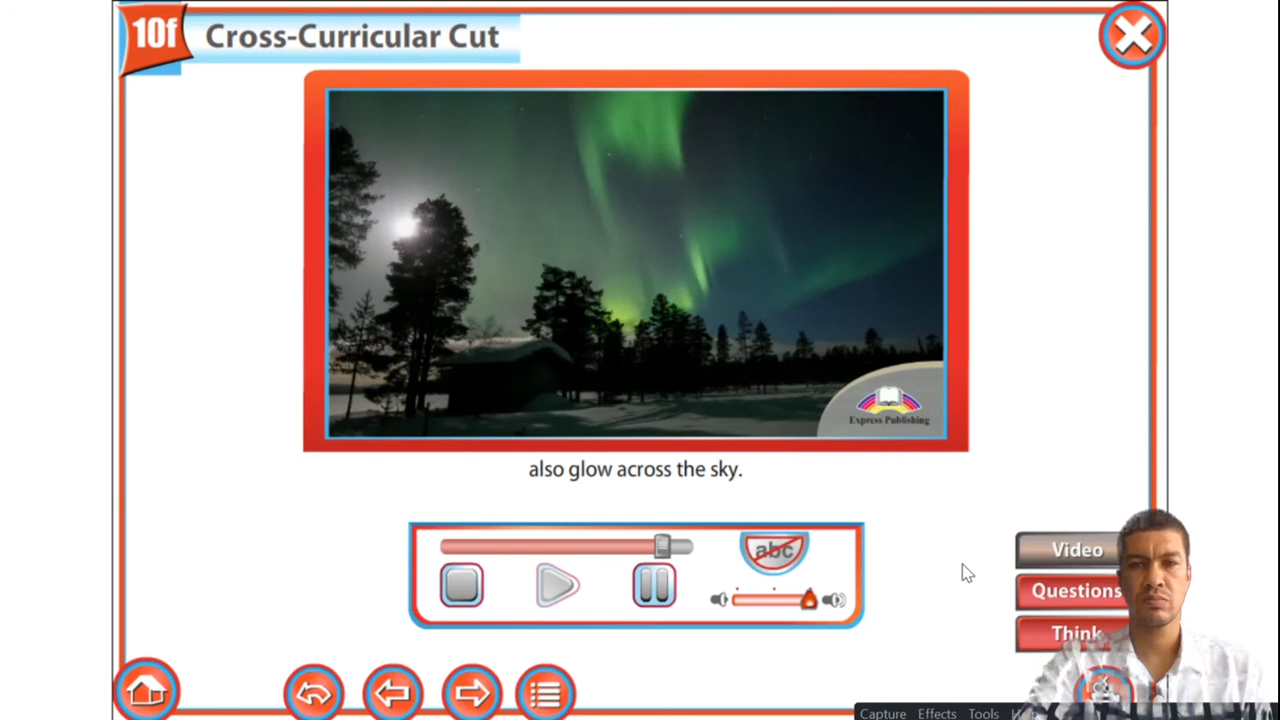 10f Cross-Curricular Cut
Express Publishing
also glow across the sky.
abc
Video
Questions
Think
Capture Effects Tools